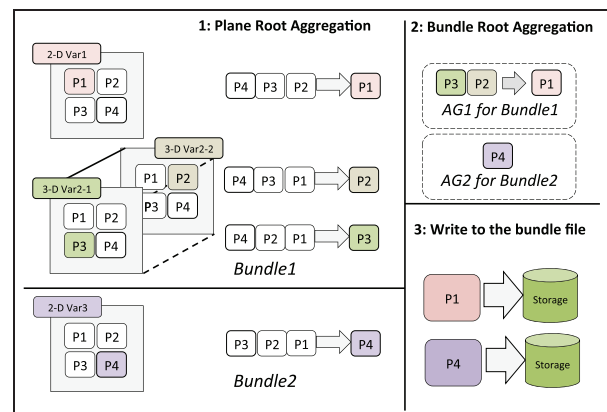 1: Plane Root Aggregation
2-D Var1
P1 P2
P3 P4
P4 P3 P2 P1
3-D Var2-2
P1 P2
P3 P4
P4 P3 P1 P2
3-D Var2-1
P1 P2
P3 P4
P4 P2 P1 P3
Bundle1
2-D Var3
P1 P2
P3 P4
P3 P2 P1 P4
Bundle2
2: Bundle Root Aggregation
P3 P2 P1
AG1 for Bundle1
P4
AG2 for Bundle2
3: Write to the bundle file
P1 Storage
P4 Storage